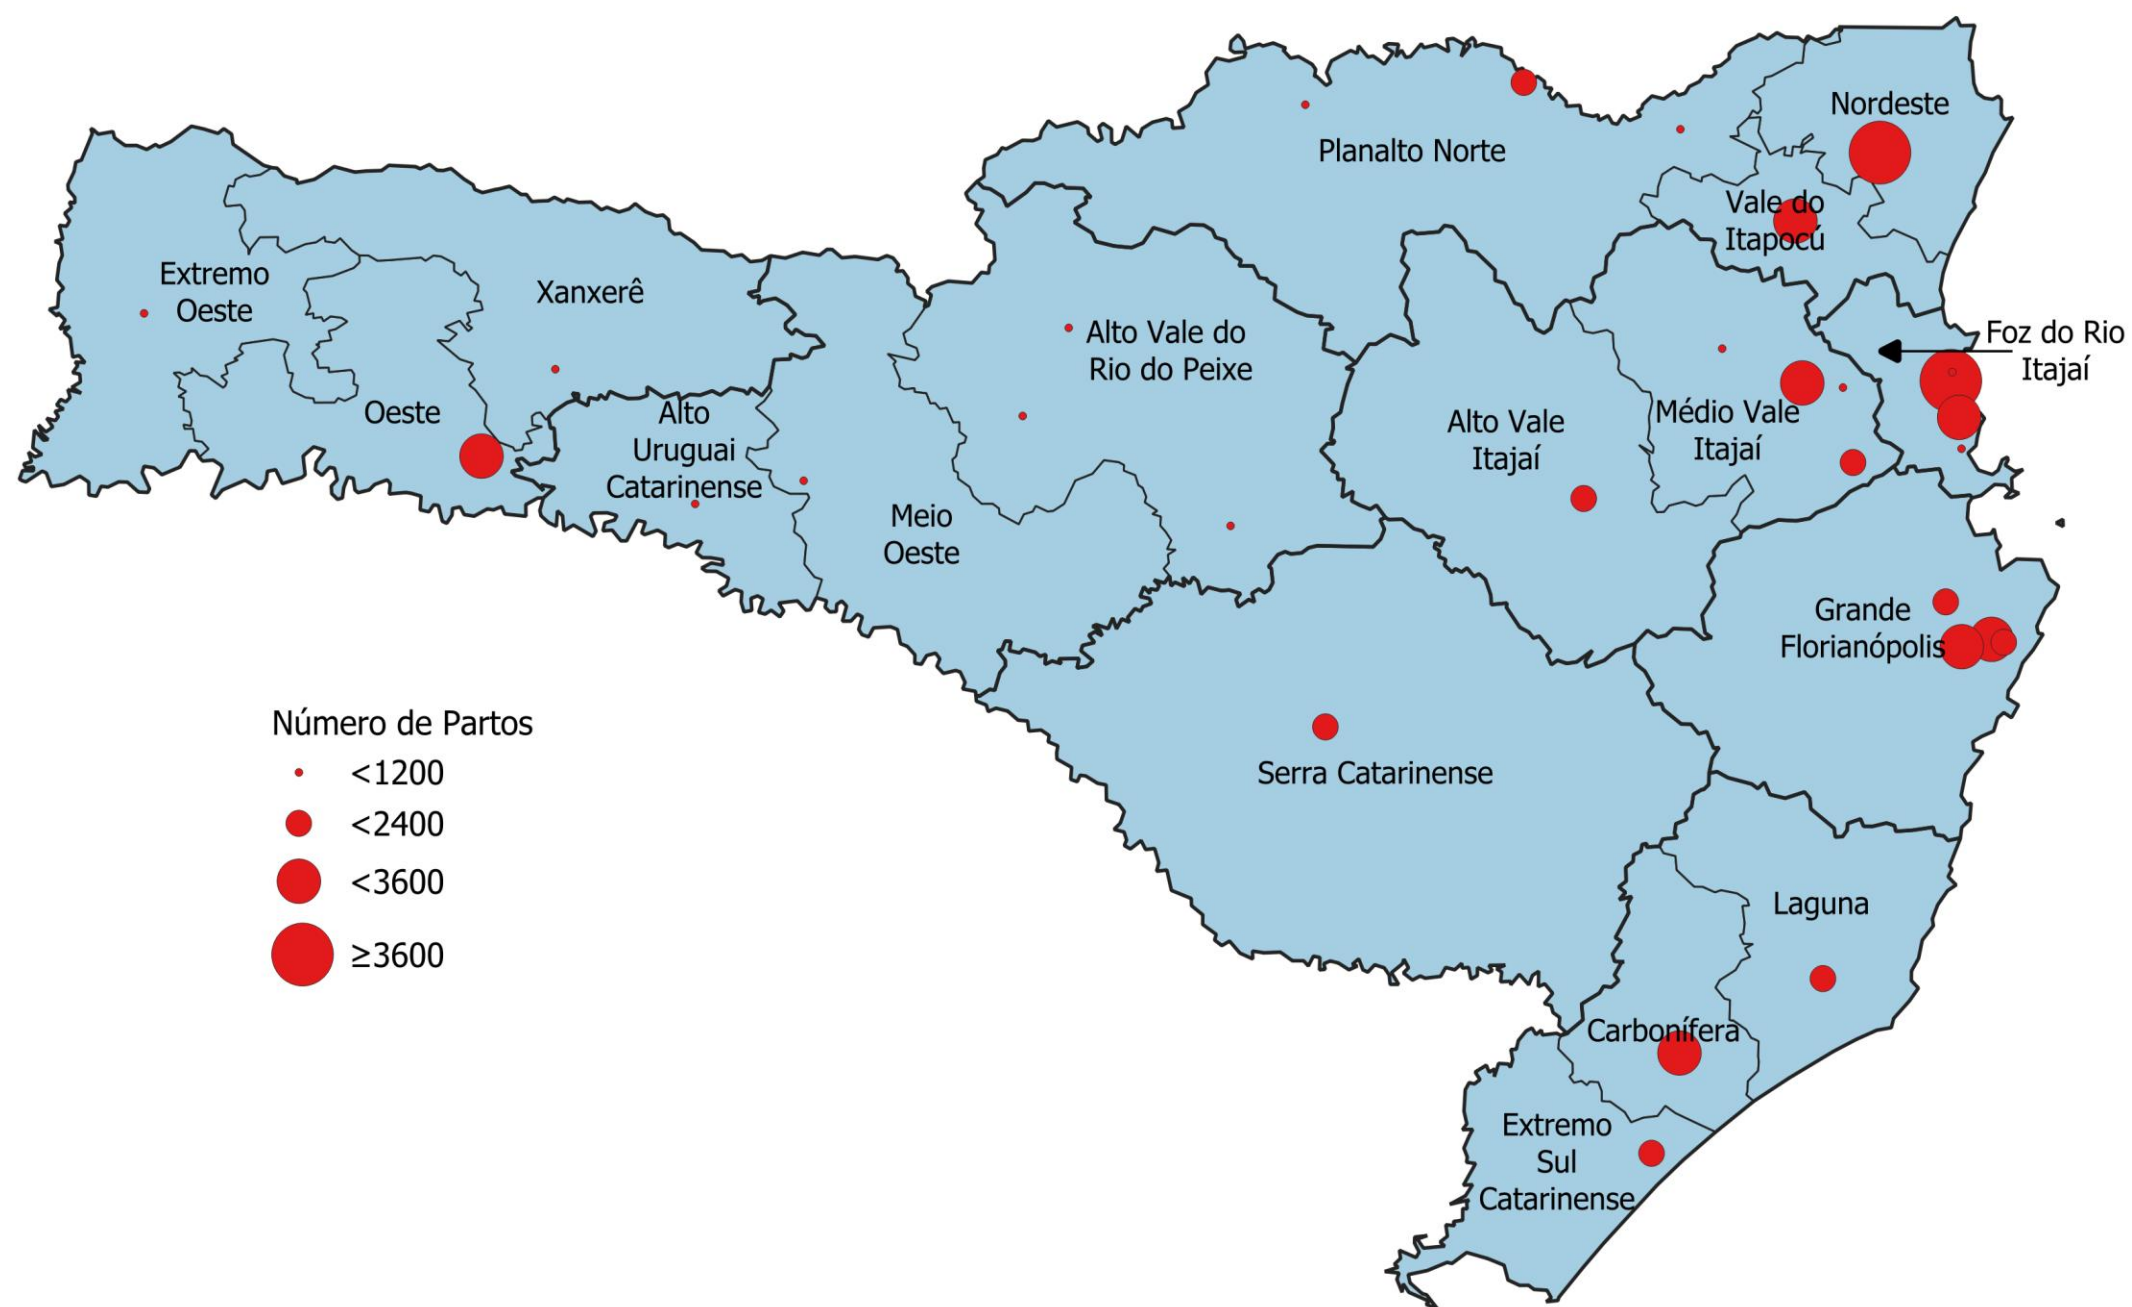 Nordeste
Planalto Norte
Vale do
Itapocú
Extremo
Oeste
Xanxerê
Alto Vale do
Rio do Peixe
Foz do Rio
Itajaí
Oeste
Alto
Uruguai
Catarinense
Alto Vale
Itajaí
Médio Vale
Itajaí
Meio
Oeste
Grande
Florianópolis
Serra Catarinense
Laguna
Carbonífera
Extremo
Sul
Catarinense
Número de Partos
<1200
<2400
<3600
≥3600